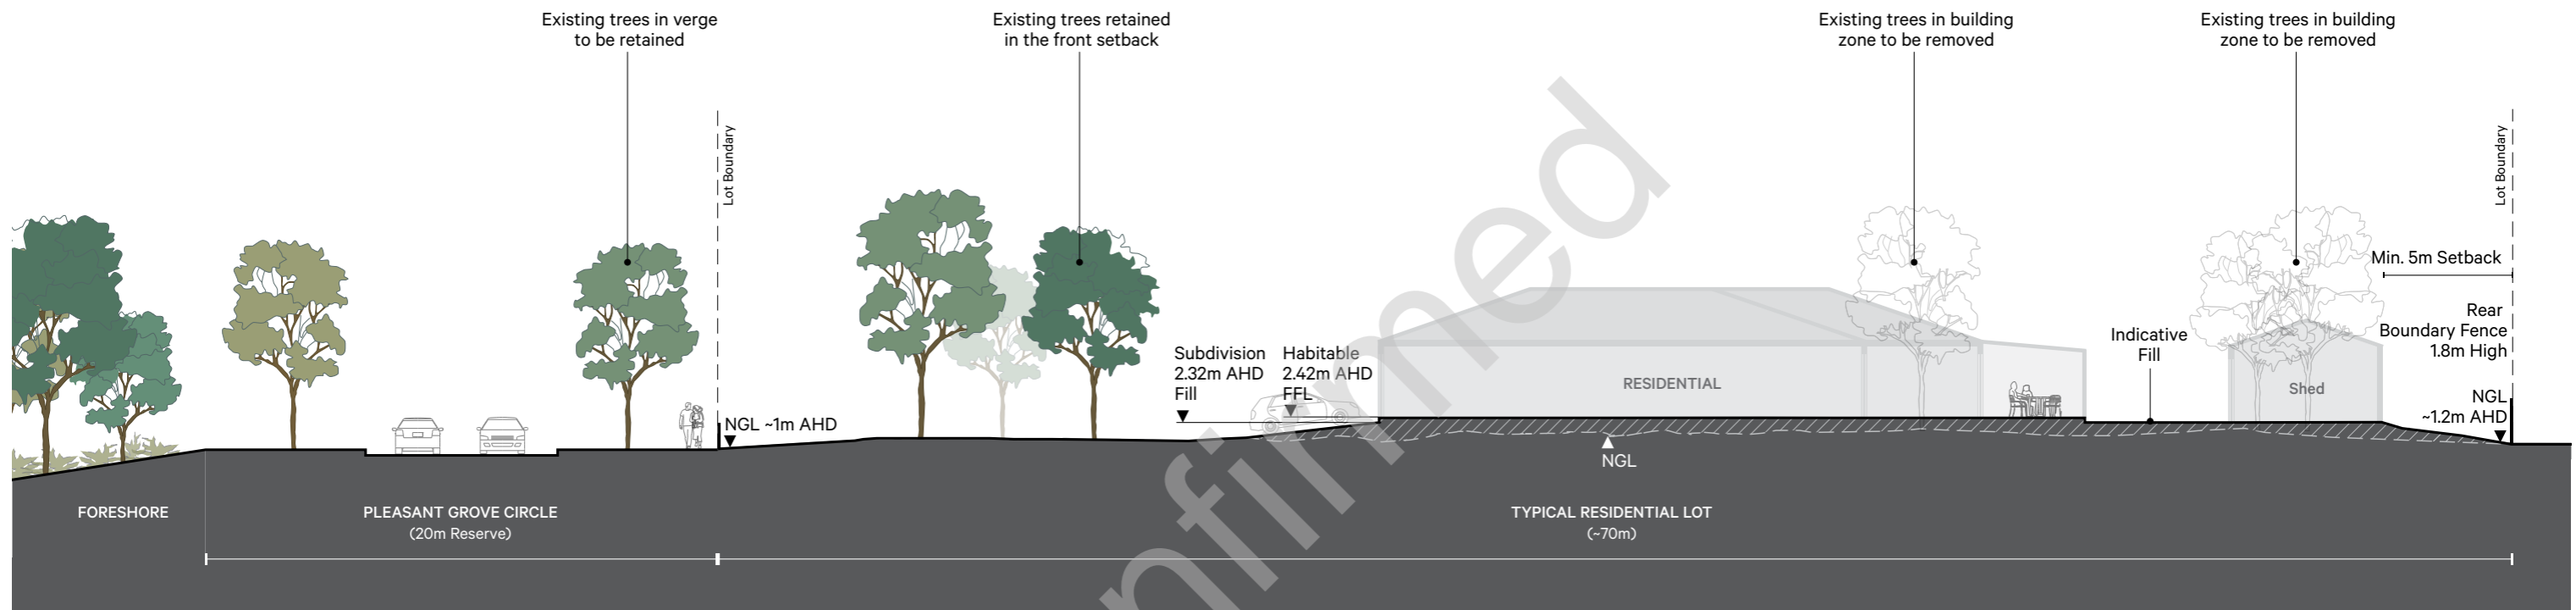 Existing trees in verge
to be retained
Existing trees retained
in the front setback
Existing trees in building
zone to be removed
Existing trees in building
zone to be removed
Lot Boundary
Lot Boundary
Min. 5m Setback
Rear
Boundary Fence
1.8m High
Indicative
Fill
Subdivision
2.32m AHD
Fill
Habitable
2.42m AHD
FFL
RESIDENTIAL
Shed
NGL
~1.2m AHD
NGL ~1m AHD
NGL
FORESHORE
PLEASANT GROVE CIRCLE
(20m Reserve)
TYPICAL RESIDENTIAL LOT
(~70m)
nfirmed